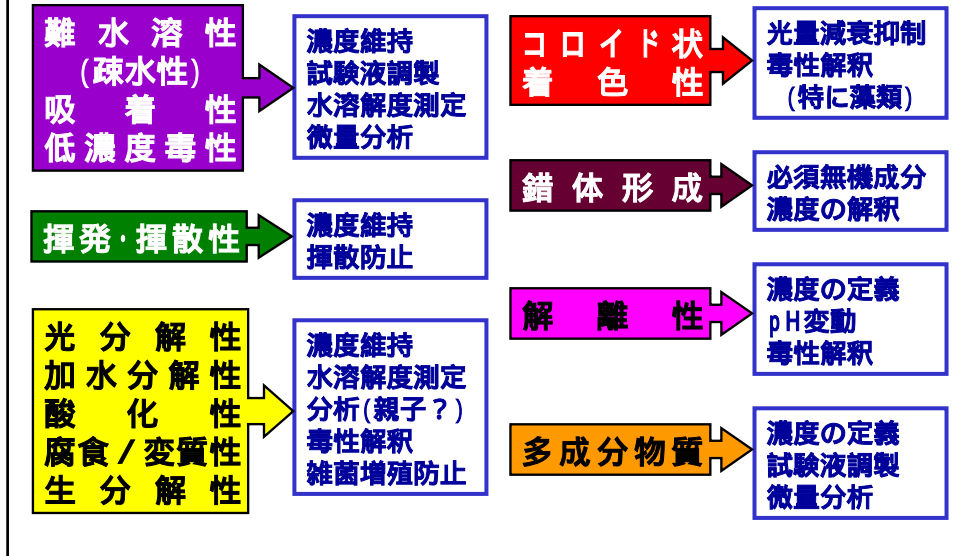 難水溶性
(疎水性)
吸着性
低濃度毒性
濃度維持
試験液調製
水溶解度測定
微量分析
揮発・揮散性
濃度維持
揮散防止
光分解性
加水分解性
酸化性
腐食/変質性
生分解性
濃度維持
水溶解度測定
分析(親子?)
毒性解釈
雑菌増殖防止
コロイド状
着色性
光量減衰抑制
毒性解釈
(特に藻類)
錯体形成
必須無機成分
濃度の解釈
解離性
濃度の定義
pH変動
毒性解釈
多成分物質
濃度の定義
試験液調製
微量分析